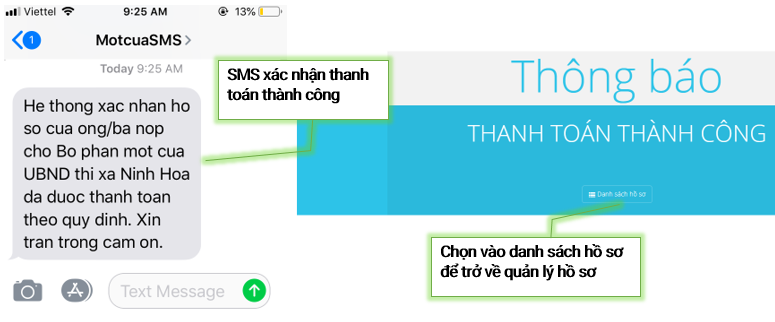 Viettel
9:25 AM
13%
1
MotcuaSMS
Today 9:25 AM
He thong xac nhan ho
so cua ong/ba nop
cho Bo phan mot cua
UBND thi xa Ninh Hoa
da duoc thanh toan
theo quy dinh. Xin
tran trong cam on.
Text Message
SMS xác nhận thanh
toán thành công
Thông báo
THANH TOÁN THÀNH CÔNG
Danh sách hồ sơ
Chọn vào danh sách hồ sơ
để trở về quản lý hồ sơ